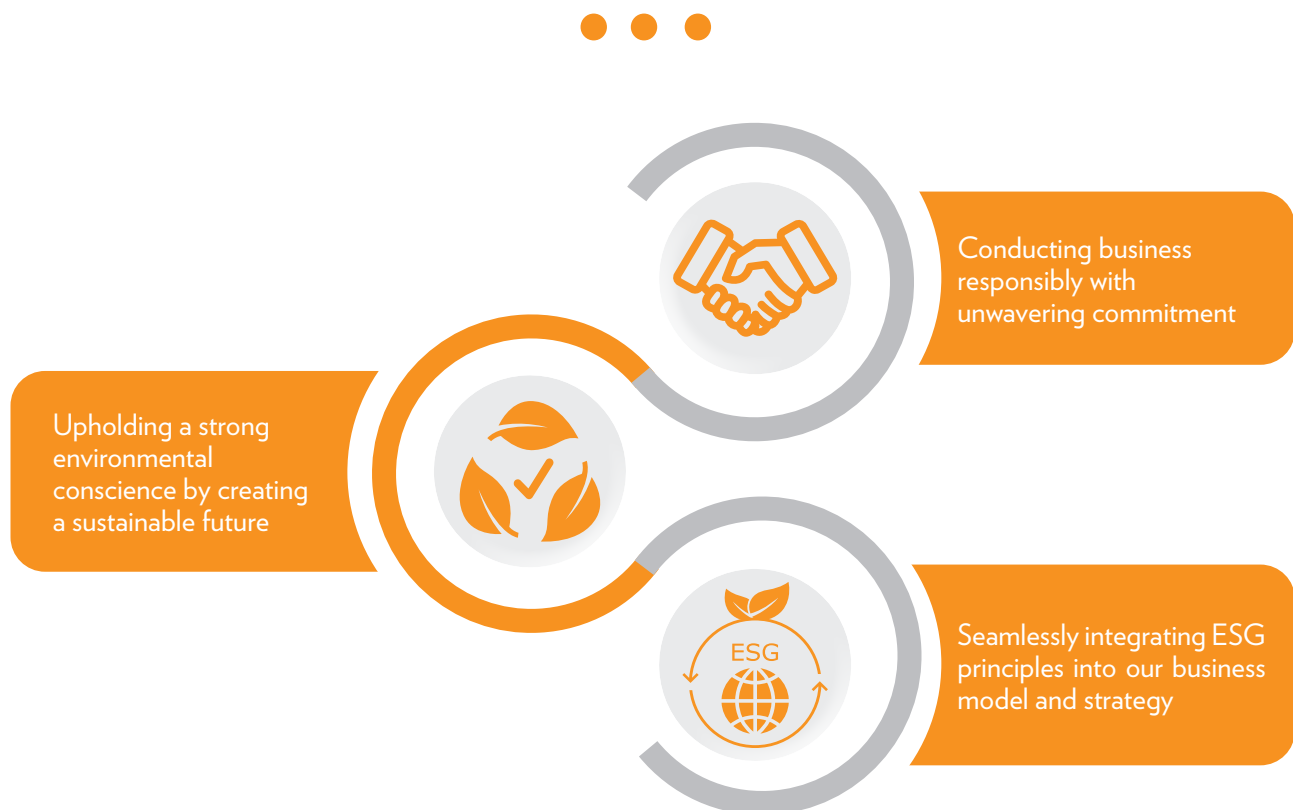 Conducting business
responsibly with
unwavering commitment
Upholding a strong
environmental
conscience by creating
a sustainable future
ESG
Seamlessly integrating ESG
principles into our business
model and strategy